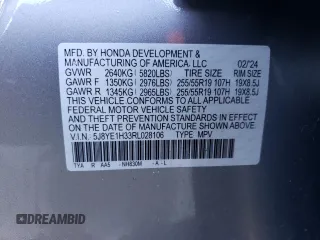 MFD. BY HONDA DEVELOPMENT &
MANUFACTURING OF AMERICA, LLC 02/24
GVWR 2640KG(5820LBS) TIRE SIZE RIM SIZE
GAWR F 1350KG(2976LBS) 255/55R19 107H 19X8.5J
GAWR R 1345KG(2965LBS) 255/55R19 107H 19X8.5J
THIS VEHICLE CONFORMS TO ALL APPLICABLE
FEDERAL MOTOR VEHICLE SAFETY
AND THEFT PREVENTION STANDARDS IN EFFECT
ON THE DATE OF MANUFACTURE SHOWN ABOVE.
V.I.N.: 5J8YE1H33RL028106 TYPE MPV
TYA R AA5 NH830M A-L